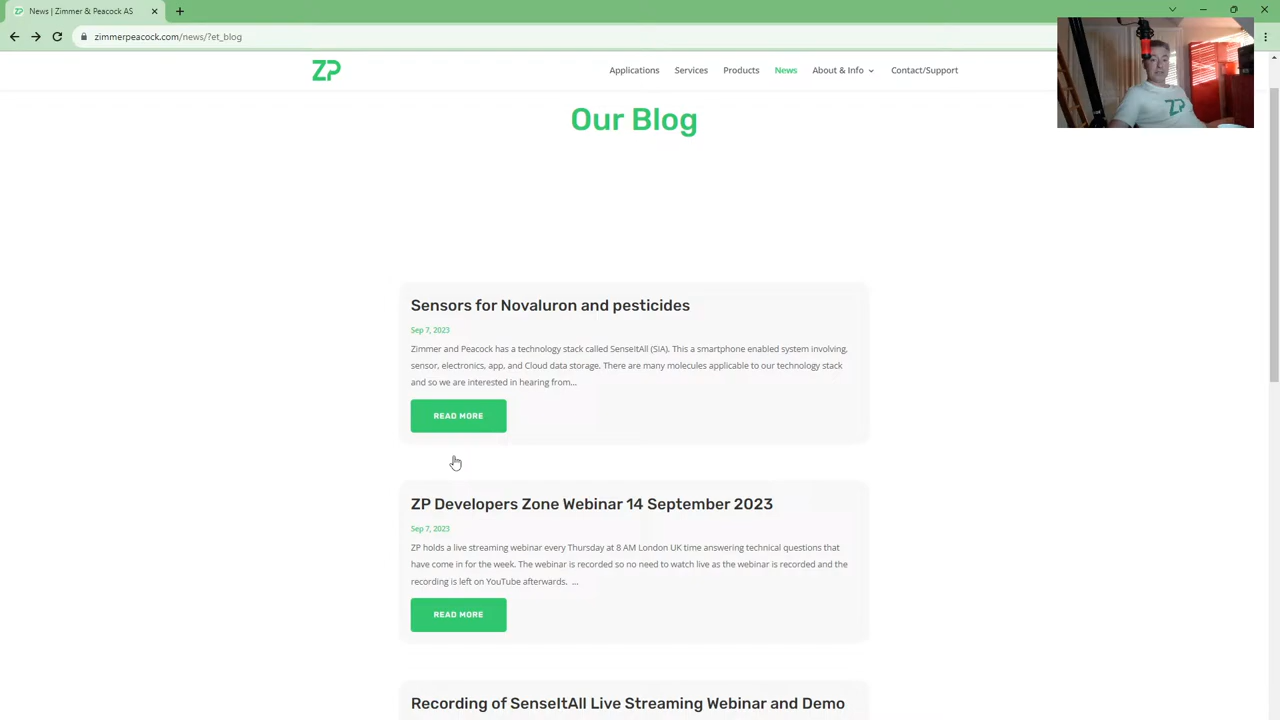 News | Zimmer & Peacock AS
zimmerpeacock.com/news/?et_blog
ZP
Applications
Services
Products
News
About & Info
Contact/Support
ZP
Our Blog
Sensors for Novaluron and pesticides
Sep 7, 2023
Zimmer and Peacock has a technology stack called SenseItAll (SIA). This a smartphone enabled system involving,
sensor, electronics, app, and Cloud data storage. There are many molecules applicable to our technology stack
and so we are interested in hearing from...
READ MORE
ZP Developers Zone Webinar 14 September 2023
Sep 7, 2023
ZP holds a live streaming webinar every Thursday at 8 AM London UK time answering technical questions that
have come in for the week. The webinar is recorded so no need to watch live as the webinar is recorded and the
recording is left on YouTube afterwards. ...
READ MORE
Recording of SenseItAll Live Streaming Webinar and Demo